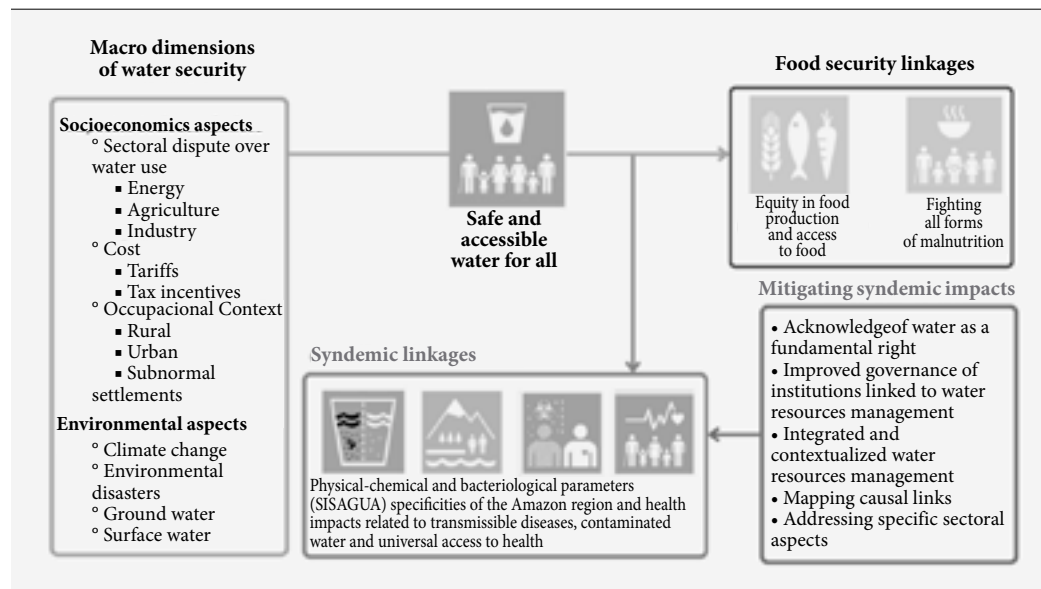 Macro dimensions
of water security
Socioeconomics aspects
° Sectoral dispute over
water use
▪ Energy
▪ Agriculture
▪ Industry
° Cost
▪ Tariffs
▪ Tax incentives
° Occupacional Context
▪ Rural
▪ Urban
▪ Subnormal
settlements
Environmental aspects
° Climate change
° Environmental
disasters
° Ground water
° Surface water
Safe and
accessible
water for all
Food security linkages
Equity in food
production
and access
to food
Fighting
all forms
of malnutrition
Syndemic linkages
Physical-chemical and bacteriological parameters
(SISAGUA) specificities of the Amazon region and health
impacts related to transmissible diseases, contaminated
water and universal access to health
Mitigating syndemic impacts
• Acknowledgeof water as a
fundamental right
• Improved governance of
institutions linked to water
resources management
• Integrated and
contextualized water
resources management
• Mapping causal links
• Addressing specific sectoral
aspects